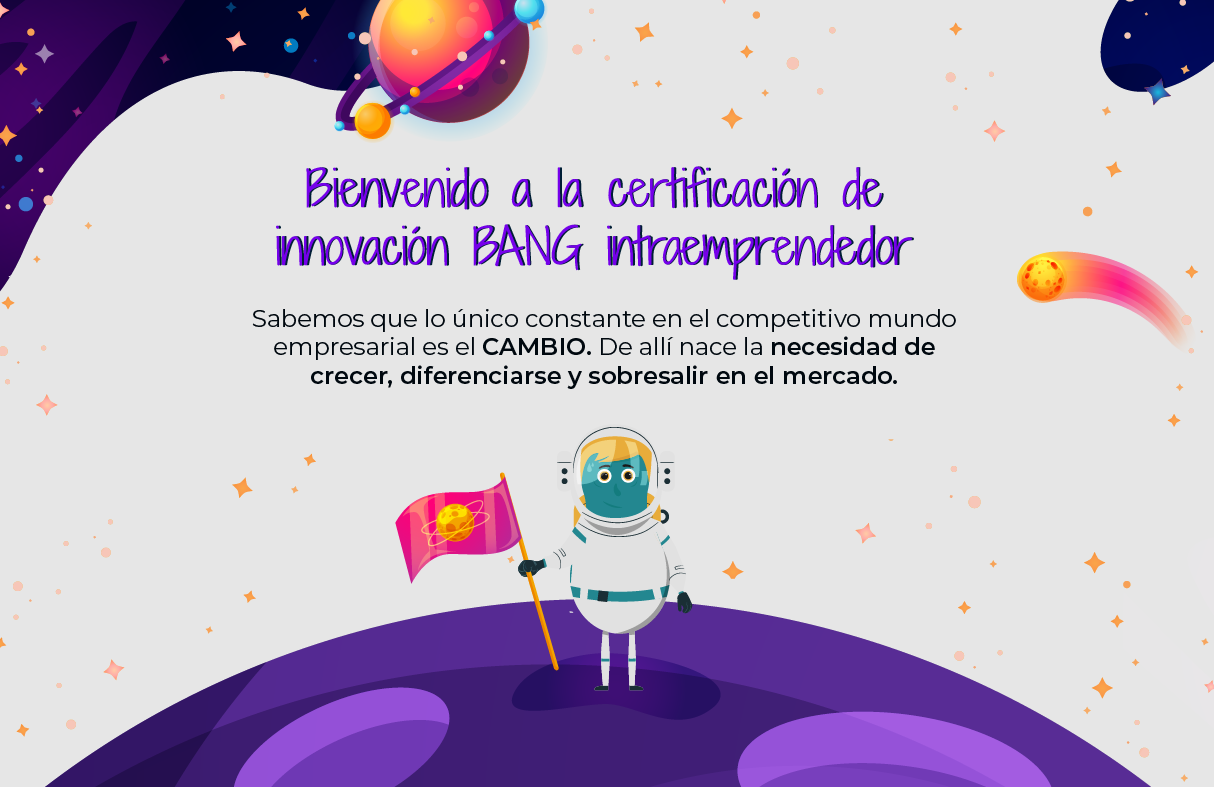 Bienvenido a la certificación de
innovación BANG intraemprendedor
Sabemos que lo único constante en el competitivo mundo
empresarial es el CAMBIO. De allí nace la necesidad de
crecer, diferenciarse y sobresalir en el mercado.